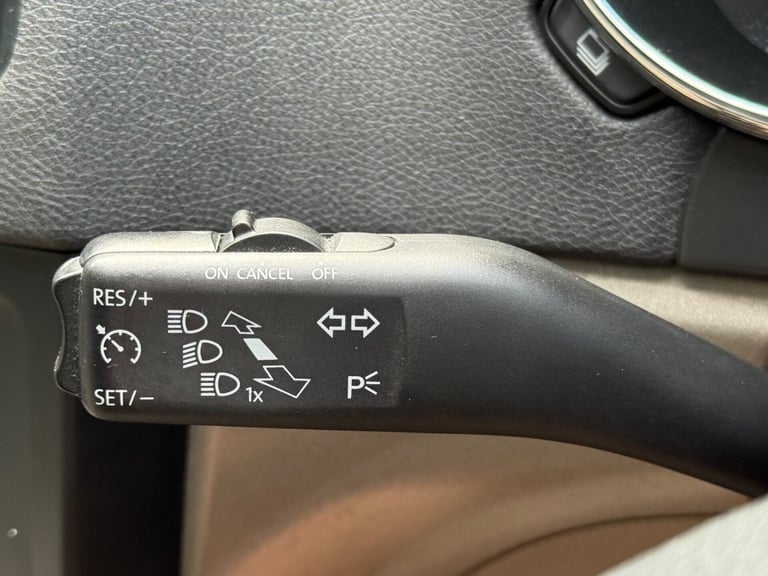 ON CANCEL OFF
RES/+
SET/–
1x
P